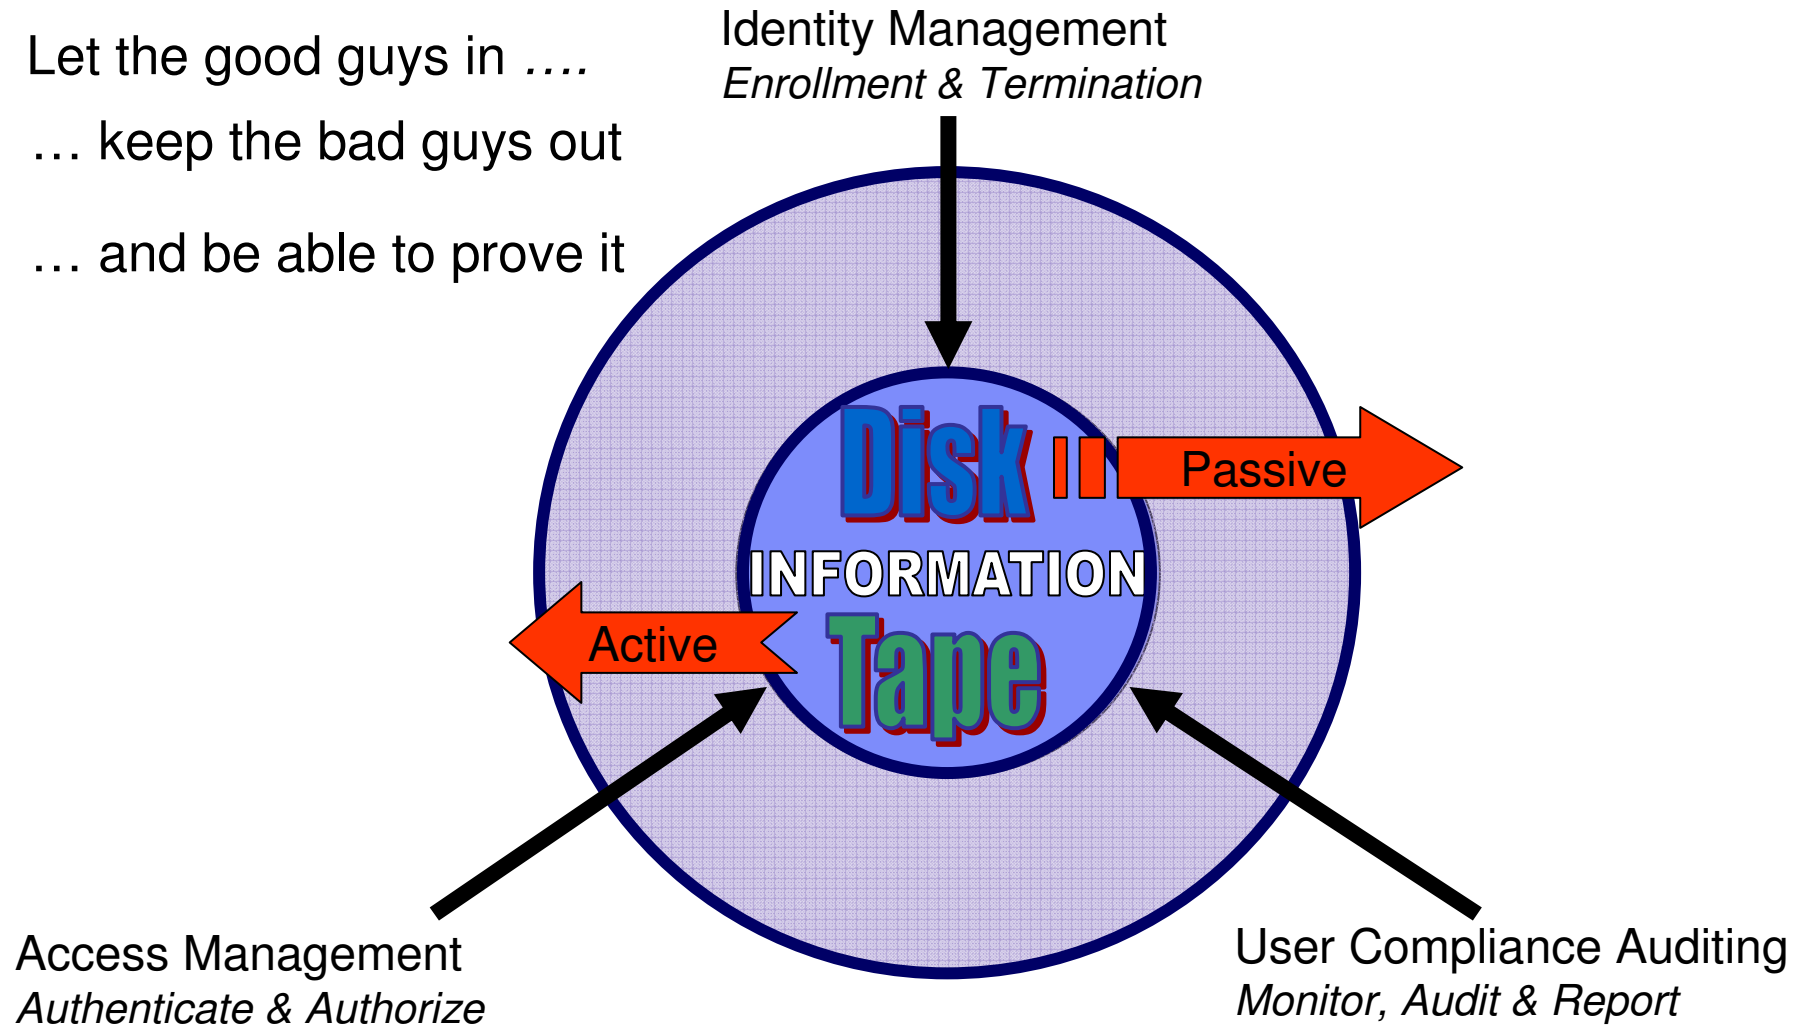 Let the good guys in ....
… keep the bad guys out
… and be able to prove it
Identity Management
Enrollment & Termination
Disk
Passive
INFORMATION
Active
Tape
Access Management
Authenticate & Authorize
User Compliance Auditing
Monitor, Audit & Report